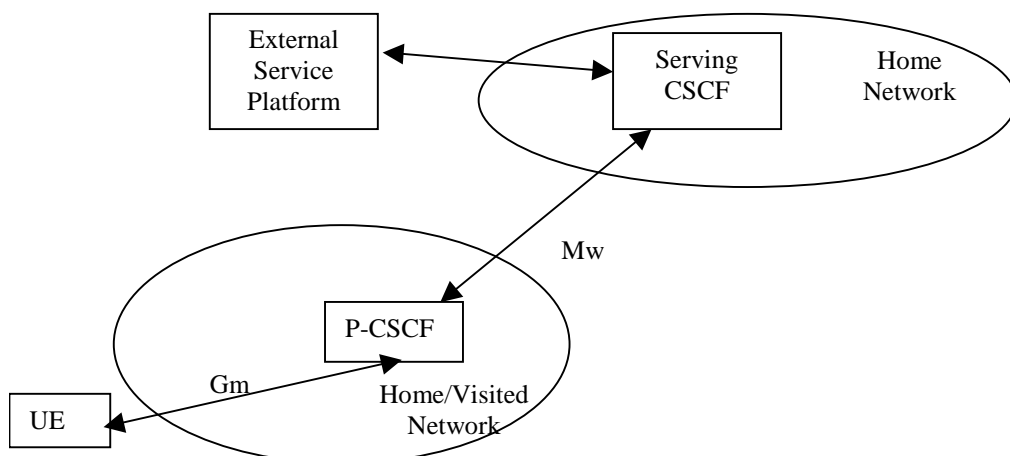 External
Service
Platform
Serving
CSCF
Home
Network
Mw
P-CSCF
Gm
Home/Visited
Network
UE